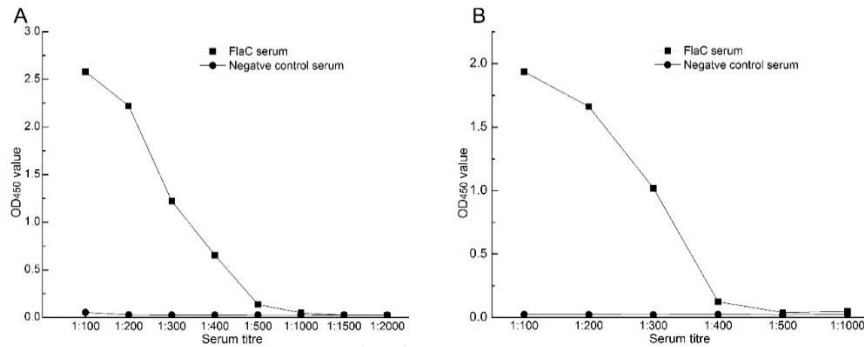 A
3.0
2.5
2.0
1.5
1.0
0.5
0.0
OD450 value
FlaC serum
Negatve control serum
1:100 1:200 1:300 1:400 1:500 1:1000 1:1500 1:2000
Serum titre
B
2.0
1.5
1.0
0.5
0.0
OD450 value
FlaC serum
Negatve control serum
1:100 1:200 1:300 1:400 1:500 1:1000
Serum titre